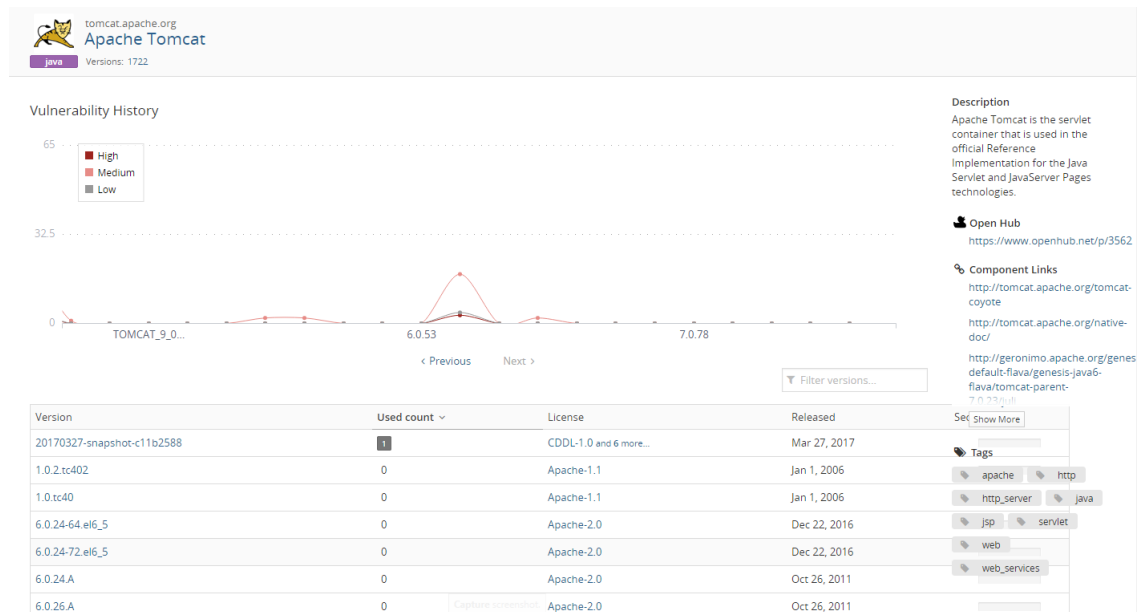 tomcat.apache.org
Apache Tomcat
java Versions: 1722
Vulnerability History
65
High
Medium
Low
32.5
0
TOMCAT_9_0... 6.0.53 7.0.78
‹ Previous Next ›
Filter versions...
Version Used count License Released
20170327-snapshot-c11b2588 1 CDDL-1.0 and 6 more... Mar 27, 2017
1.0.2.tc402 0 Apache-1.1 Jan 1, 2006
1.0.tc40 0 Apache-1.1 Jan 1, 2006
6.0.24-64.el6_5 0 Apache-2.0 Dec 22, 2016
6.0.24-72.el6_5 0 Apache-2.0 Dec 22, 2016
6.0.24.A 0 Apache-2.0 Oct 26, 2011
6.0.26.A 0 Apache-2.0 Oct 26, 2011
Capture screenshot.
Description
Apache Tomcat is the servlet
container that is used in the
official Reference
Implementation for the Java
Servlet and JavaServer Pages
technologies.
Open Hub
https://www.openhub.net/p/3562
Component Links
http://tomcat.apache.org/tomcat-
coyote
http://tomcat.apache.org/native-
doc/
http://geronimo.apache.org/genes
default-flava/genesis-java6-
flava/tomcat-parent-
Show More
Tags
apache http
http_server java
jsp servlet
web
web_services